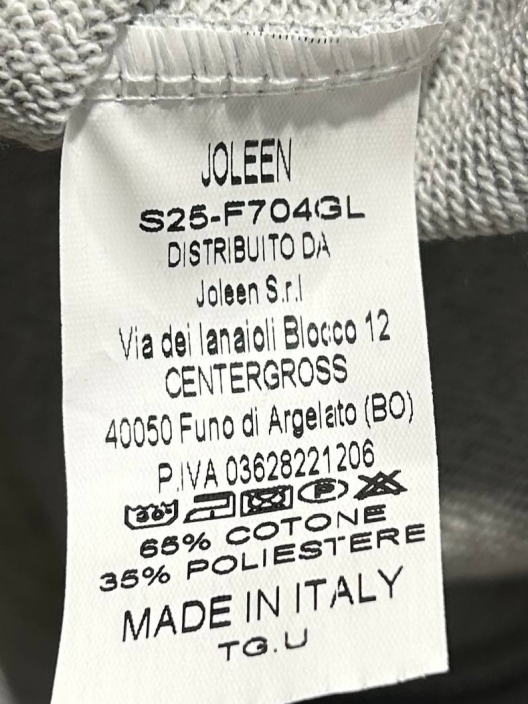 JOLEEN
S25-F704GL
DISTRIBUITO DA
Joleen S.r.l
Via dei lanaioli Blocco 12
CENTERGROSS
40050 Funo di Argelato (BO)
P.IVA 03628221206
30° P
65% COTONE
35% POLIESTERE
MADE IN ITALY
TG.U